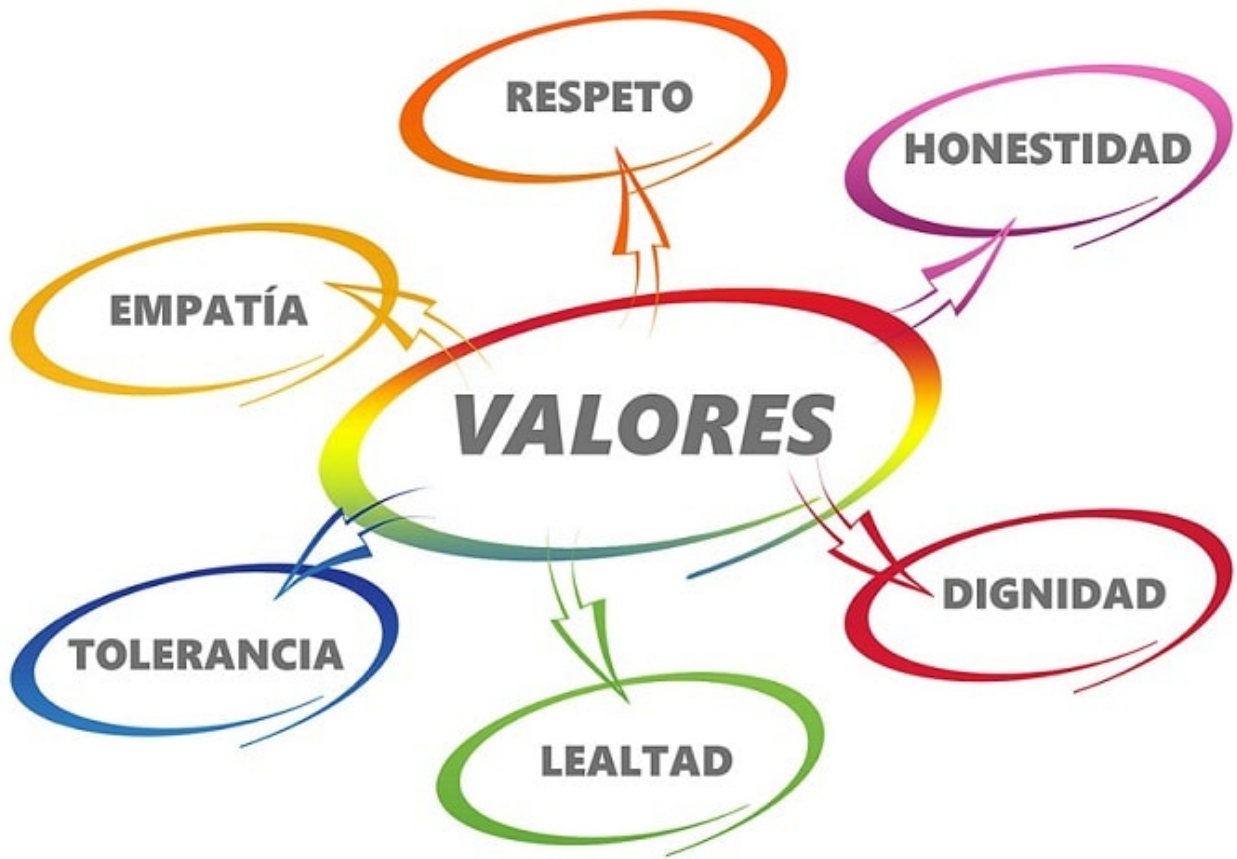 RESPETO
HONESTIDAD
EMPATÍA
VALORES
DIGNIDAD
TOLERANCIA
LEALTAD